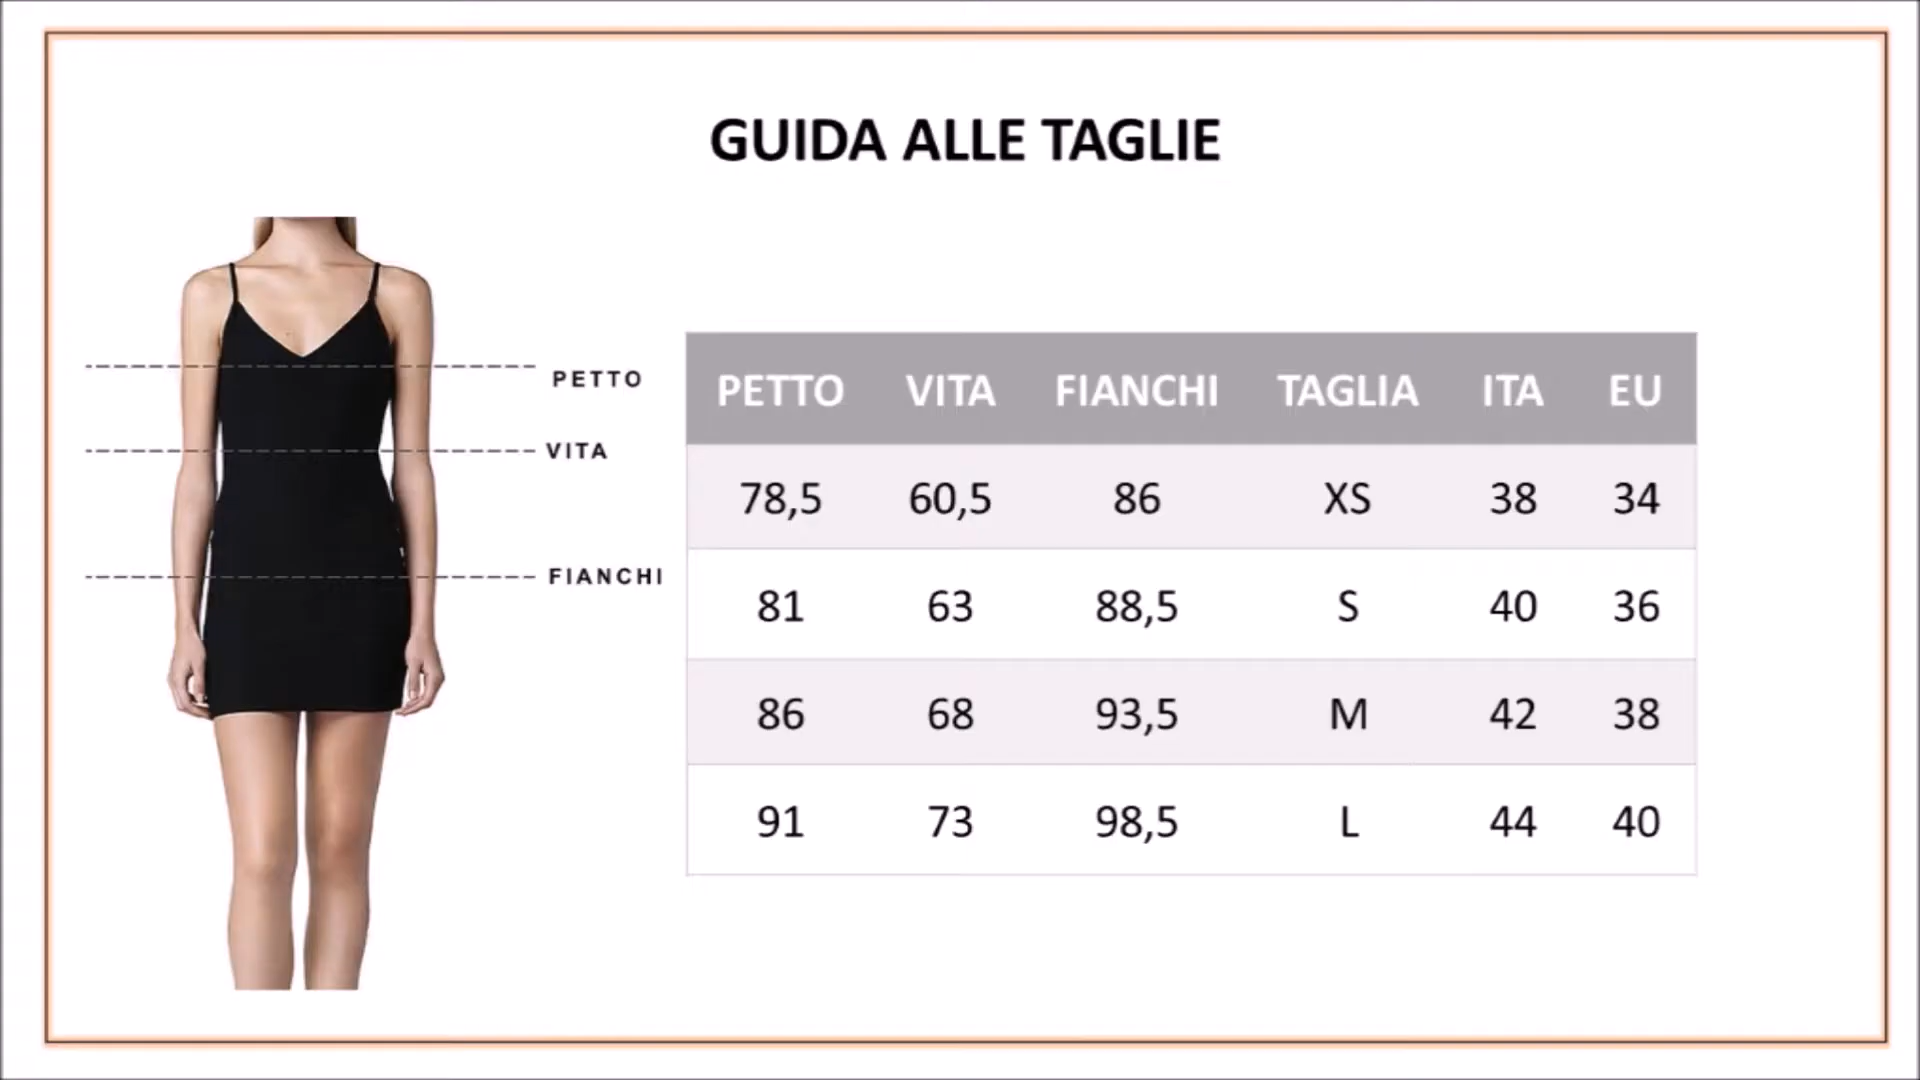 GUIDA ALLE TAGLIE
PETTO
VITA
FIANCHI
PETTO VITA FIANCHI TAGLIA ITA EU
78,5 60,5 86 XS 38 34
81 63 88,5 S 40 36
86 68 93,5 M 42 38
91 73 98,5 L 44 40